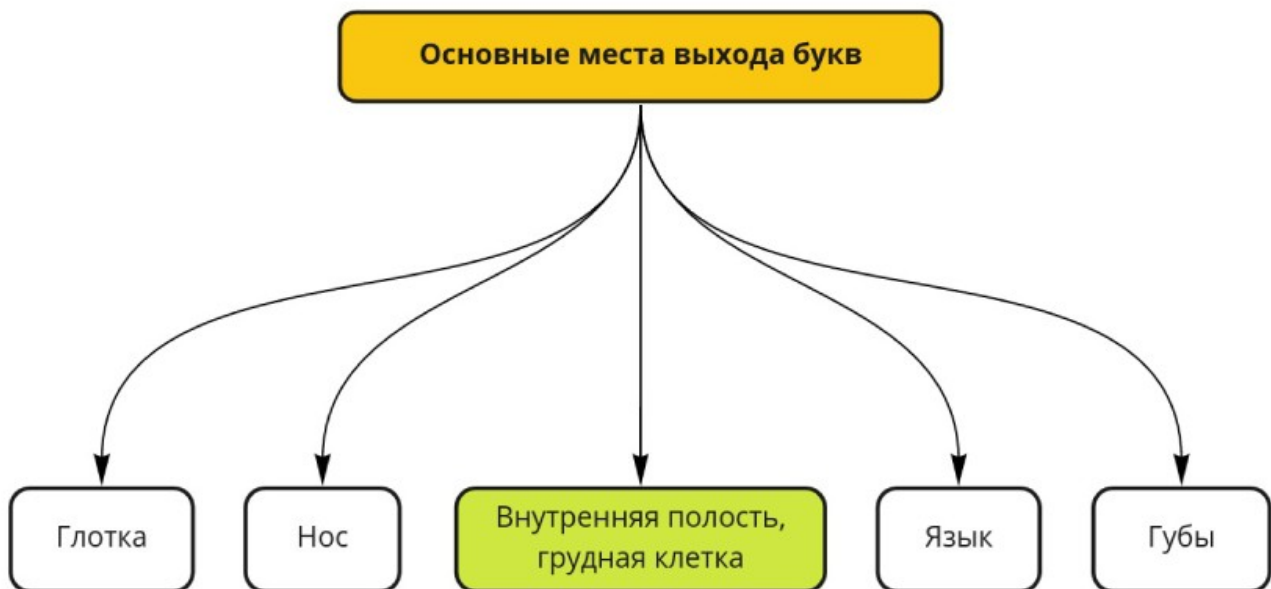 Основные места выхода букв
Глотка
Нос
Внутренняя полость,
грудная клетка
Язык
Губы